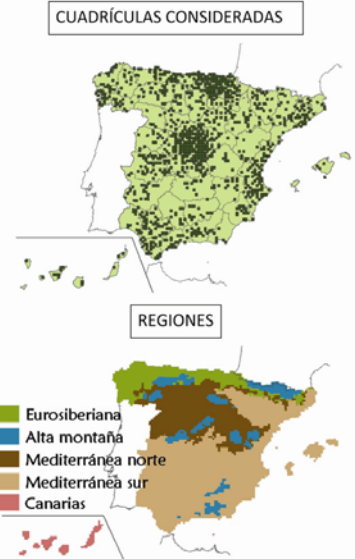 CUADRÍCULAS CONSIDERADAS
REGIONES
Eurosiberiana
Alta montaña
Mediterránea norte
Mediterránea sur
Canarias